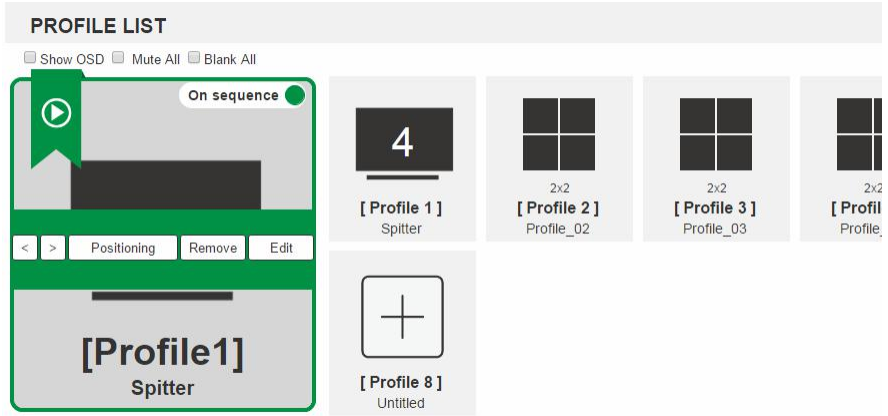 PROFILE LIST
Show OSD Mute All Blank All
On sequence
< > Positioning Remove Edit
[Profile1]
Spitter
4
[ Profile 1 ]
Spitter
2x2
[ Profile 2 ]
Profile_02
2x2
[ Profile 3 ]
Profile_03
2x2
[ Profil
Profile_
[ Profile 8 ]
Untitled